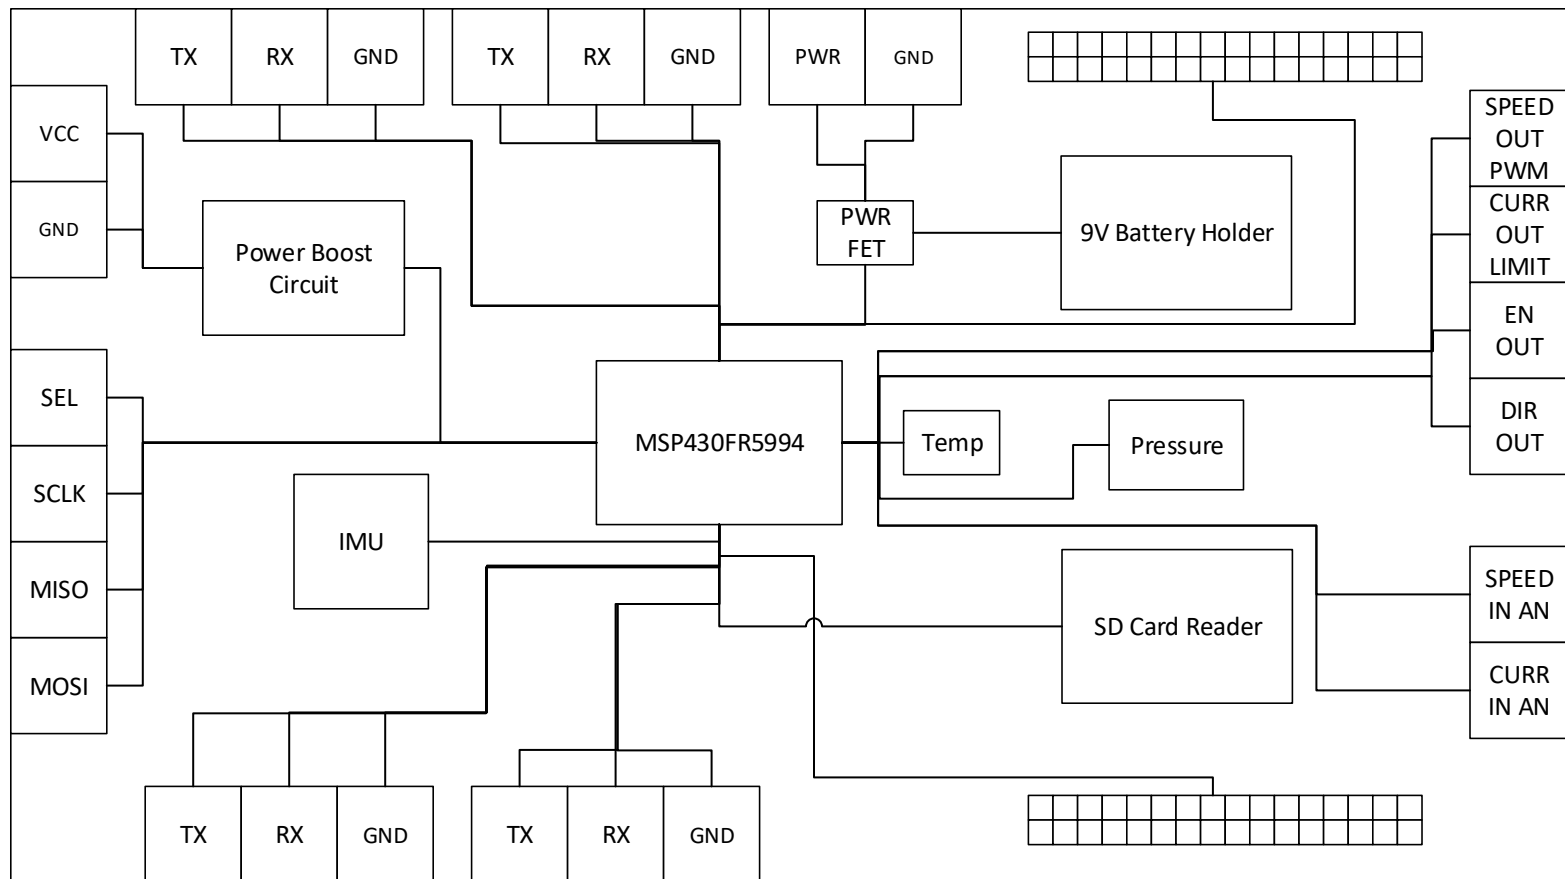 TX
RX
GND
TX
RX
GND
PWR
GND
VCC
GND
SPEED
OUT
PWM
CURR
OUT
LIMIT
EN
OUT
DIR
OUT
Power Boost
Circuit
PWR
FET
9V Battery Holder
SEL
SCLK
MISO
MOSI
MSP430FR5994
Temp
Pressure
IMU
SD Card Reader
SPEED
IN AN
CURR
IN AN
TX
RX
GND
TX
RX
GND